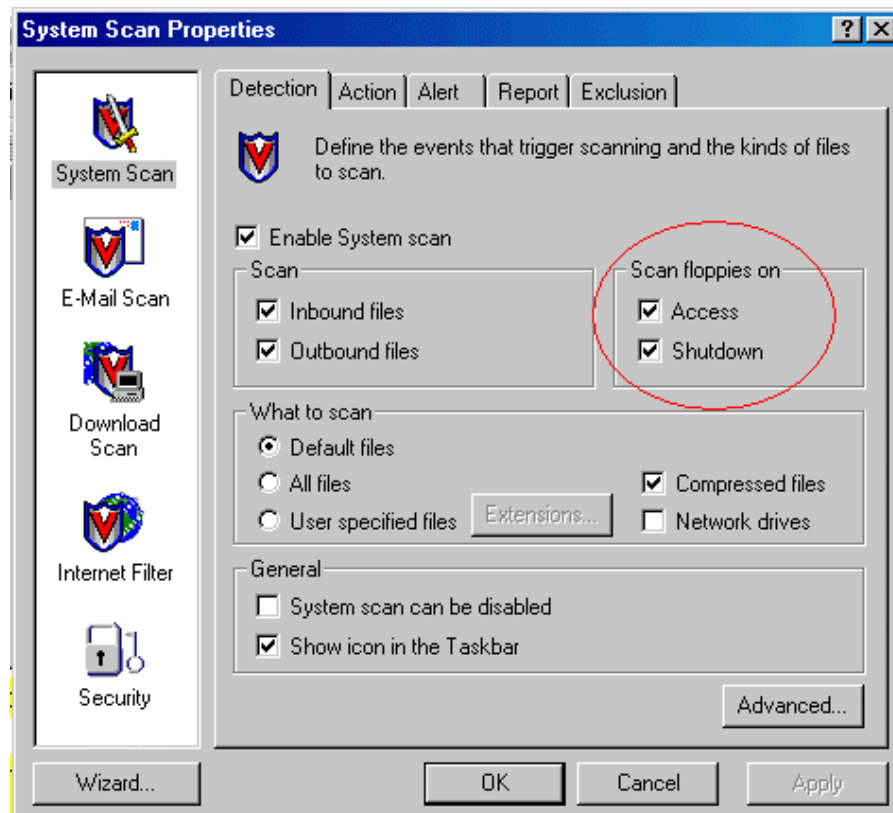 System Scan Properties
System Scan
E-Mail Scan
Download
Scan
Internet Filter
Security
Detection
Action
Alert
Report
Exclusion
Define the events that trigger scanning and the kinds of files
to scan.
Enable System scan
Scan
Inbound files
Outbound files
Scan floppies on
Access
Shutdown
What to scan
Default files
All files
User specified files
Extensions...
Compressed files
Network drives
General
System scan can be disabled
Show icon in the Taskbar
Advanced...
Wizard...
OK
Cancel
Apply